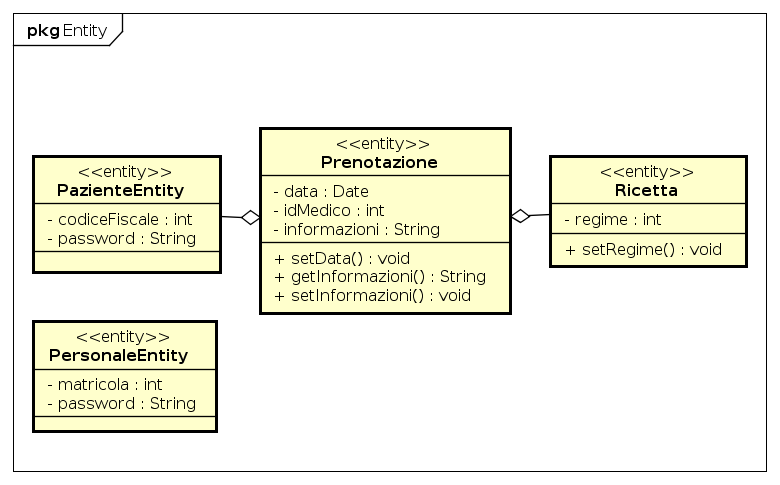 pkg Entity
<<entity>>
PazienteEntity
- codiceFiscale : int
- password : String
<<entity>>
Prenotazione
- data : Date
- idMedico : int
- informazioni : String
+ setData() : void
+ getInformazioni() : String
+ setInformazioni() : void
<<entity>>
Ricetta
- regime : int
+ setRegime() : void
<<entity>>
PersonaleEntity
- matricola : int
- password : String